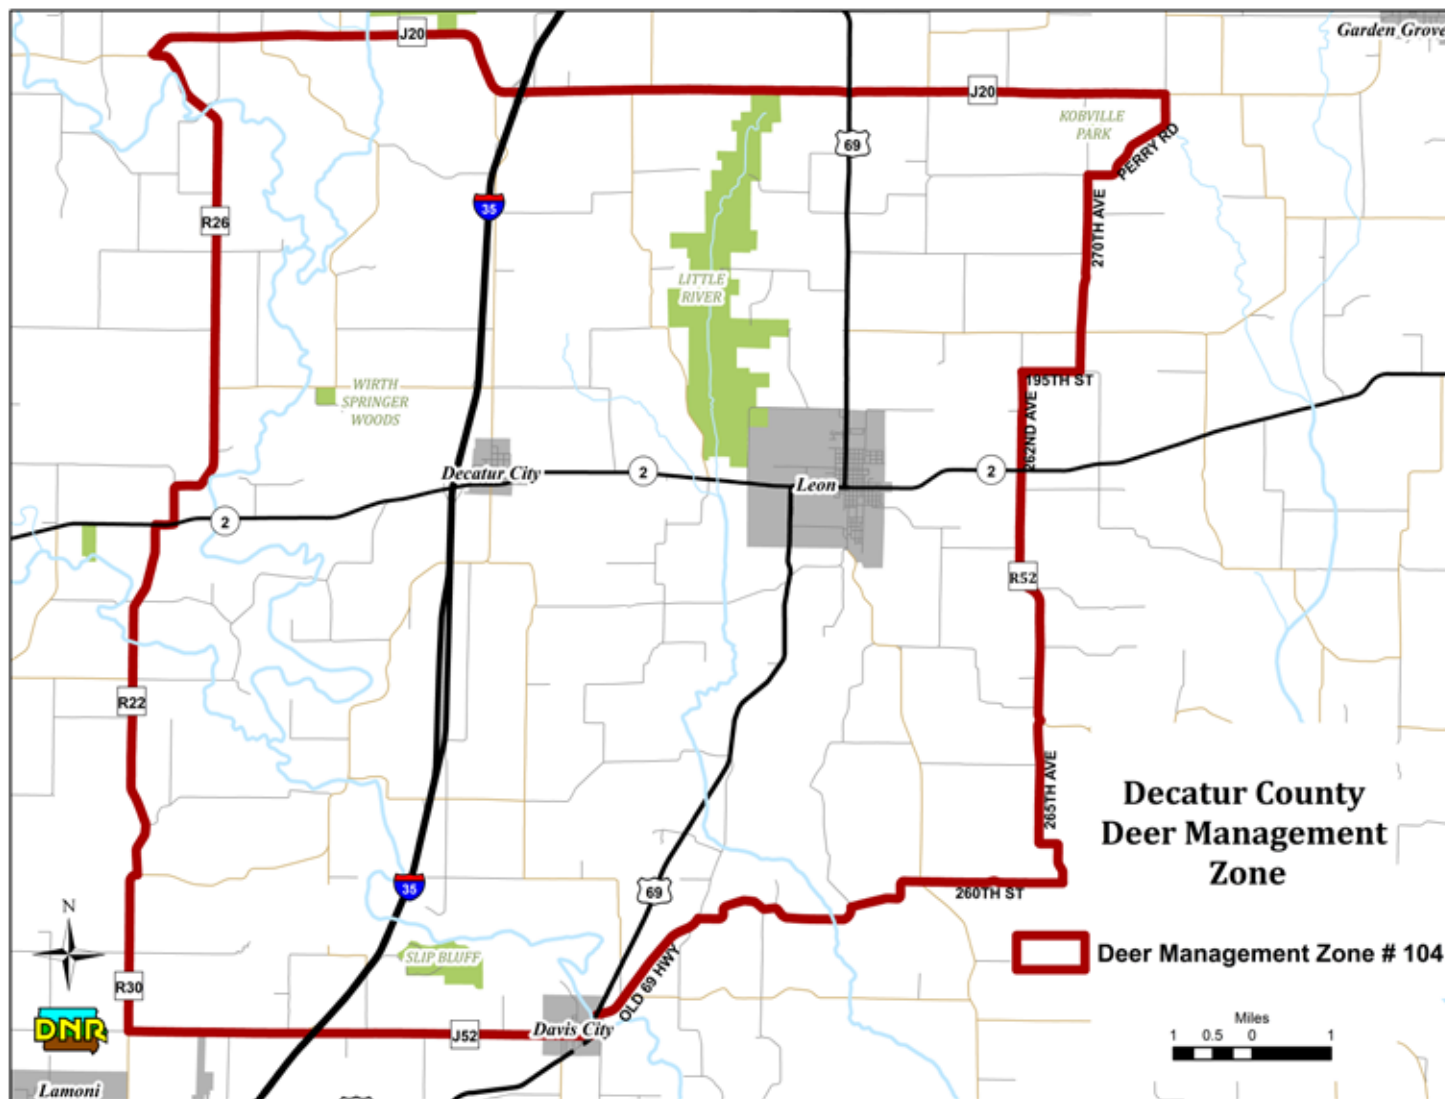 Garden Grove
J20
J20
KOBVILLE
PARK
69
PERRY RD
35
R26
270TH AVE
LITTLE
RIVER
195TH ST
WIRTH
SPRINGER
WOODS
262ND AVE
Decatur City
2
Leon
2
2
R52
R22
265TH AVE
Decatur County
Deer Management
Zone
35
69
260TH ST
N
SLIP BLUFF
OLD 69 HWY
Deer Management Zone # 104
R30
DNR
J52
Davis City
Miles
1 0.5 0 1
Lamoni